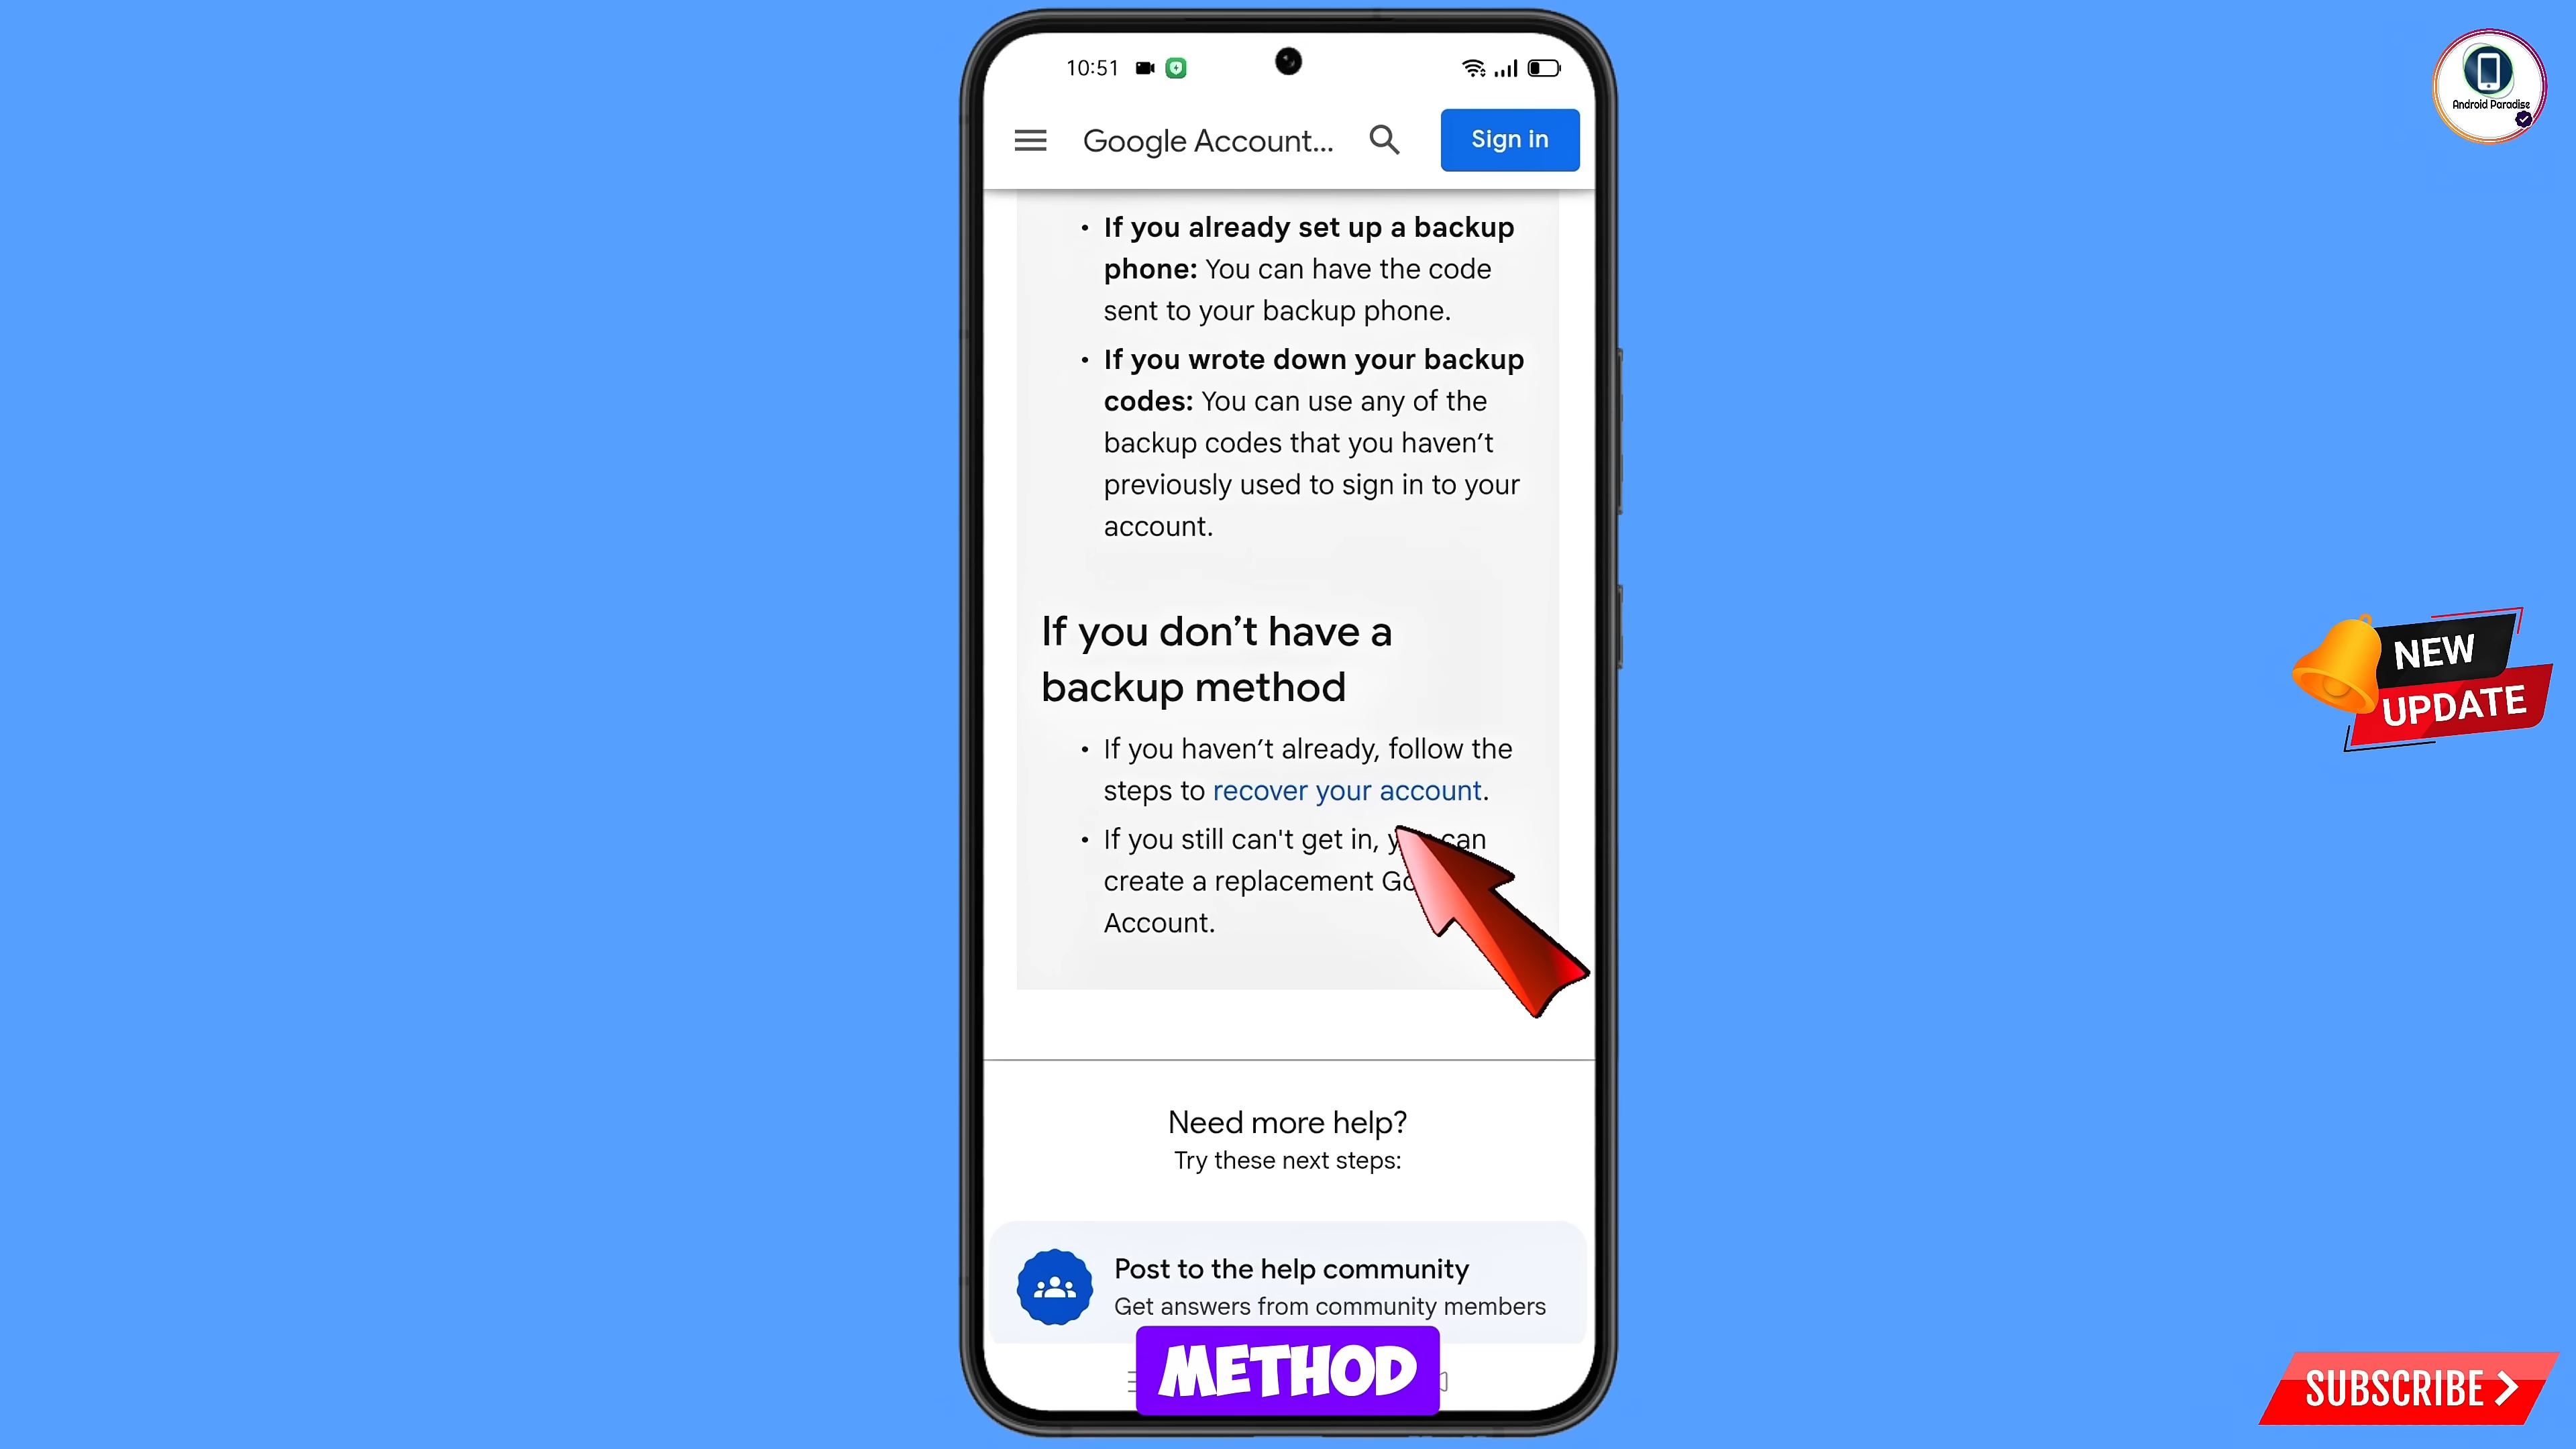 10:51
Google Account...
Sign in
Android Paradise
• If you already set up a backup
phone: You can have the code
sent to your backup phone.
• If you wrote down your backup
codes: You can use any of the
backup codes that you haven’t
previously used to sign in to your
account.
If you don’t have a
backup method
• If you haven’t already, follow the
steps to recover your account.
• If you still can't get in, can
create a replacement
Account.
NEW
UPDATE
Need more help?
Try these next steps:
Post to the help community
Get answers from community members
METHOD
SUBSCRIBE